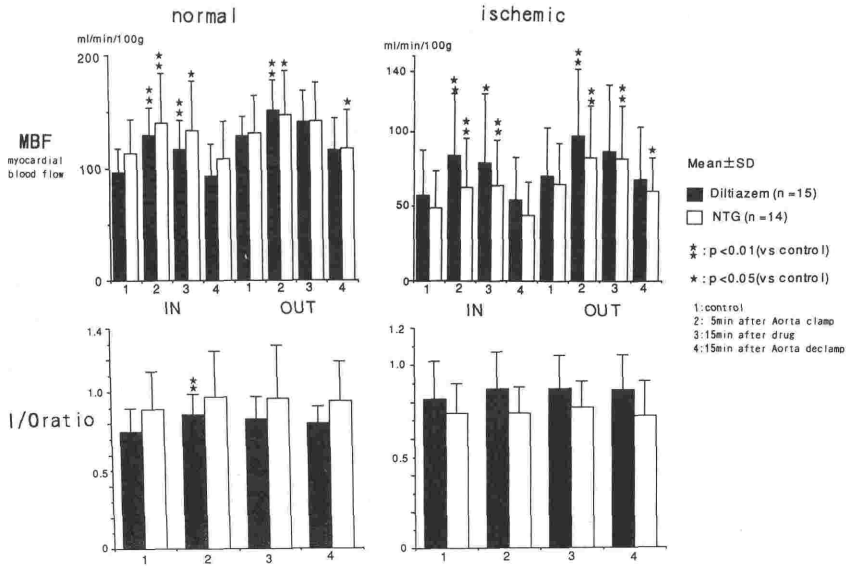 normal
ischemic
ml/min/100g
ml/min/100g
200
100
0
MBF
myocardial
blood flow
★★ ★★ ★★ ★ ★★ ★ ★
1 2 3 4 1 2 3 4
IN OUT
140
100
50
0
★★ ★★ ★ ★★ ★★ ★★ ★★ ★
1 2 3 4 1 2 3 4
IN OUT
Mean±SD
Diltiazem (n=15)
NTG (n=14)
★★: p<0.01(vs control)
★: p<0.05(vs control)
1:control
2: 5min after Aorta clamp
3:15min after drug
4:15min after Aorta declamp
I/Oratio
1.4
1.0
0.5
0
★★
1 2 3 4
1.2
1.0
0.5
0
1 2 3 4